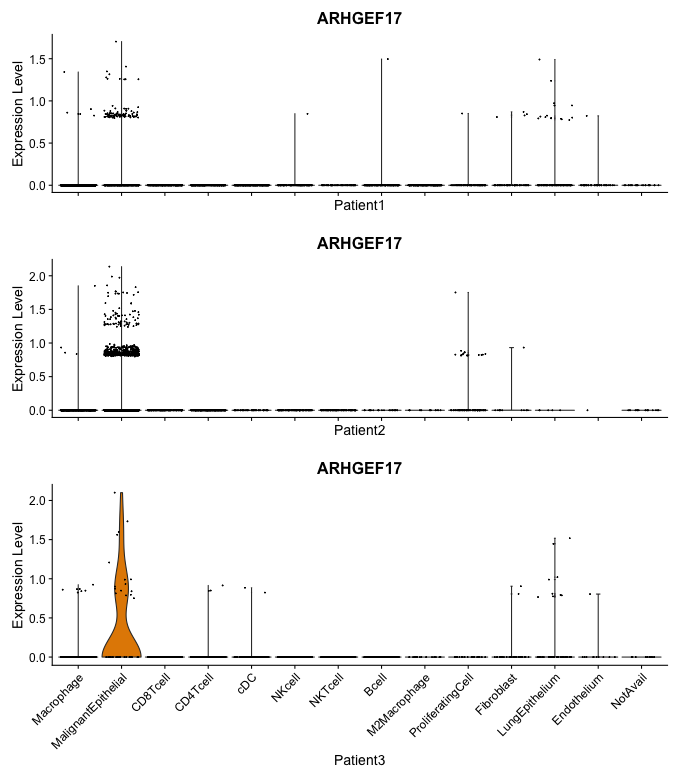 ARHGEF17
Expression Level
1.5
1.0
0.5
0.0
Patient1
ARHGEF17
Expression Level
2.0
1.5
1.0
0.5
0.0
Patient2
ARHGEF17
Expression Level
2.0
1.5
1.0
0.5
0.0
Macrophage
MalignantEpithelial
CD8Tcell
CD4Tcell
cDC
NKcell
NKTcell
Bcell
M2Macrophage
ProliferatingCell
Fibroblast
LungEpithelium
Endothelium
NotAvail
Patient3